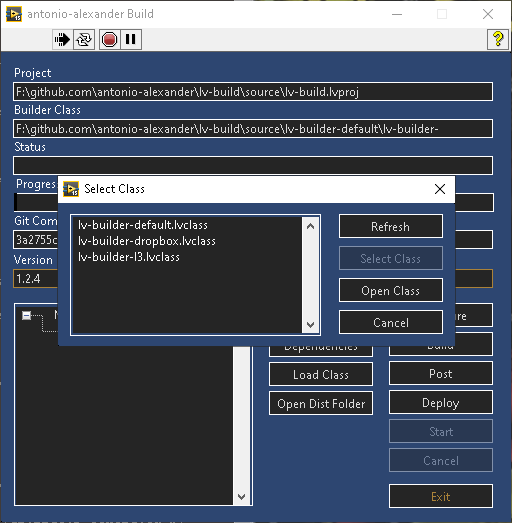 antonio-alexander Build
Project
F:\github.com\antonio-alexander\lv-build\source\lv-build.lvproj
Builder Class
F:\github.com\antonio-alexander\lv-build\source\lv-builder-default\lv-builder-
Status
Progres
Select Class
lv-builder-default.lvclass
lv-builder-dropbox.lvclass
lv-builder-l3.lvclass
Refresh
Select Class
Open Class
Cancel
Git Com
3a2755c
Version
1.2.4
ure
Dependencies
Build
Load Class
Post
Open Dist Folder
Deploy
Start
Cancel
Exit